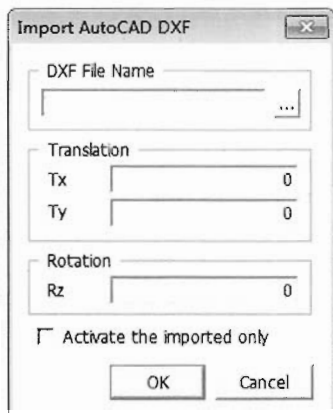 Import AutoCAD DXF
DXF File Name
...
Translation
Tx 0
Ty 0
Rotation
Rz 0
Activate the imported only
OK Cancel